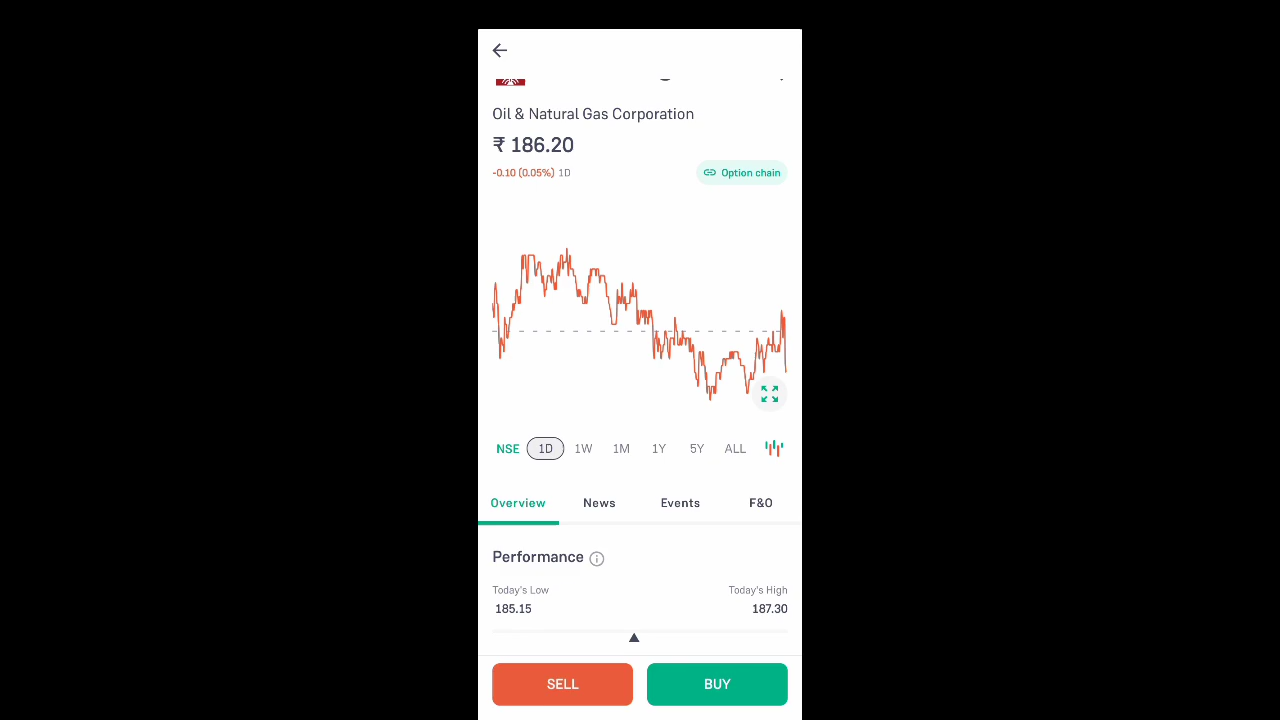 Oil & Natural Gas Corporation
₹ 186.20
-0.10 (0.05%) 1D
Option chain
NSE 1D 1W 1M 1Y 5Y ALL
Overview News Events F&O
Performance
Today's Low Today's High
185.15 187.30
SELL BUY